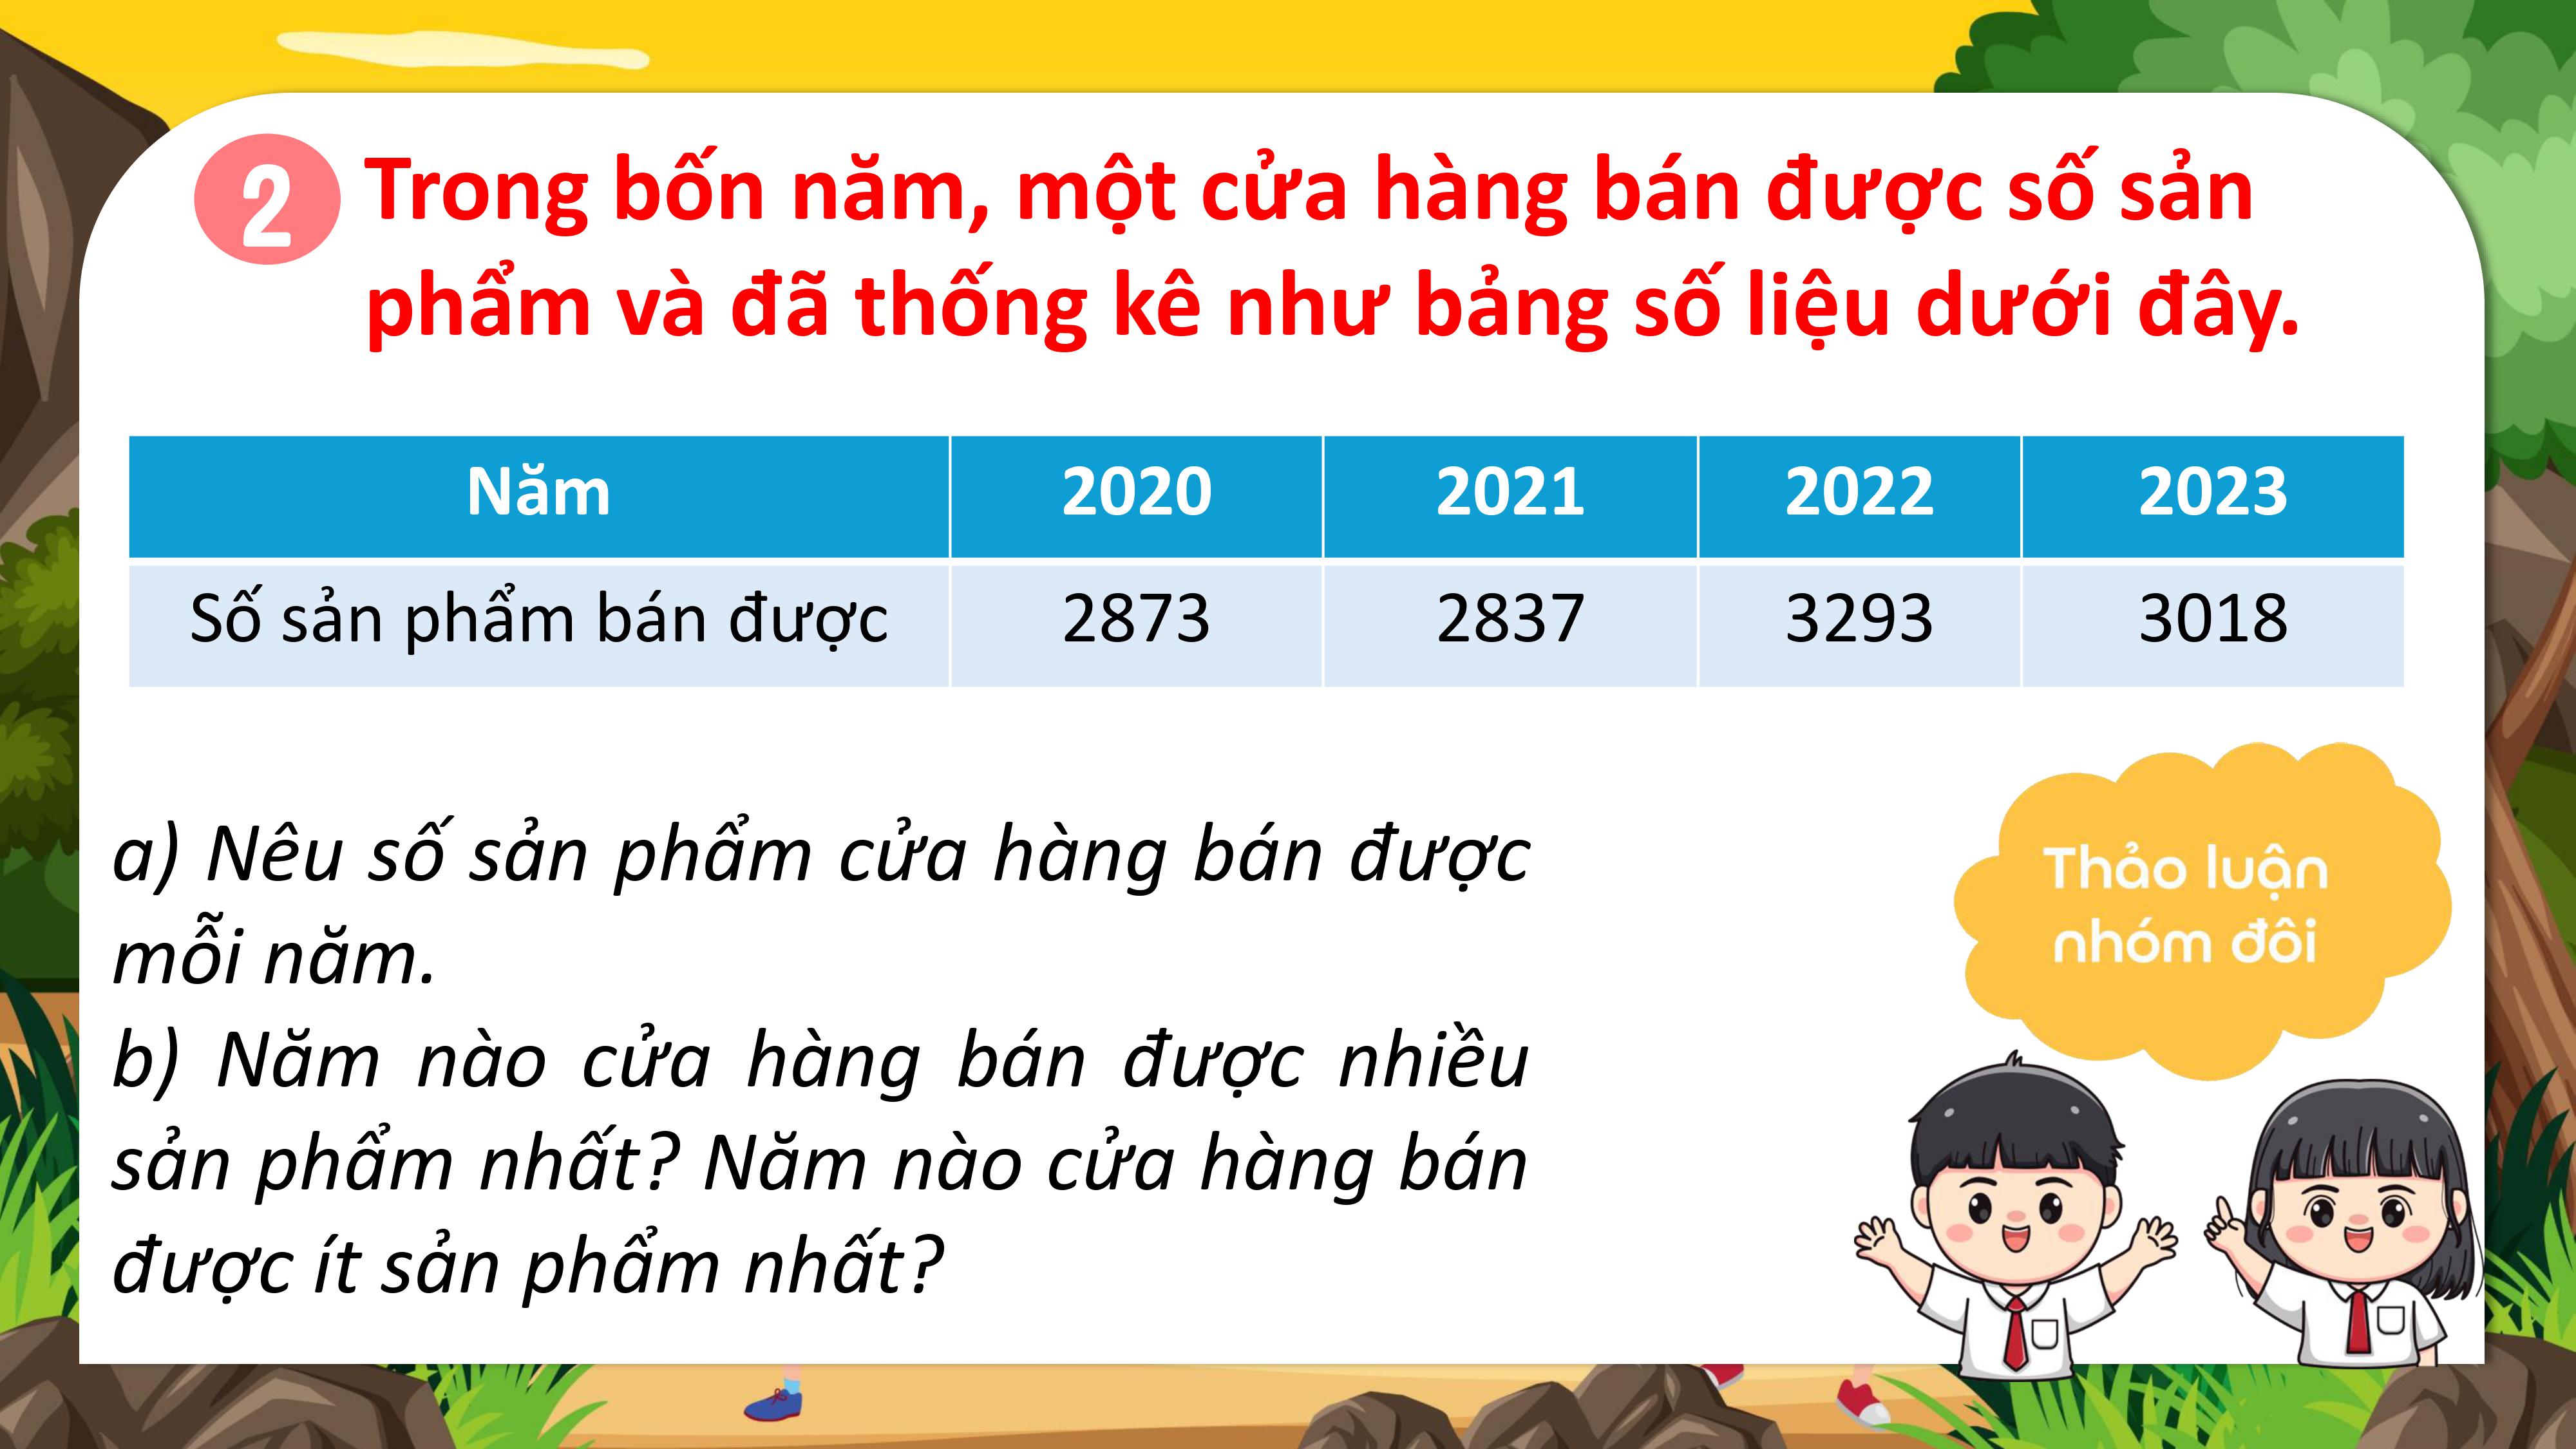 2
Trong bốn năm, một cửa hàng bán được số sản
phẩm và đã thống kê như bảng số liệu dưới đây.
Năm 2020 2021 2022 2023
Số sản phẩm bán được 2873 2837 3293 3018
a) Nêu số sản phẩm cửa hàng bán được
mỗi năm.
b) Năm nào cửa hàng bán được nhiều
sản phẩm nhất? Năm nào cửa hàng bán
được ít sản phẩm nhất?
Thảo luận
nhóm đôi